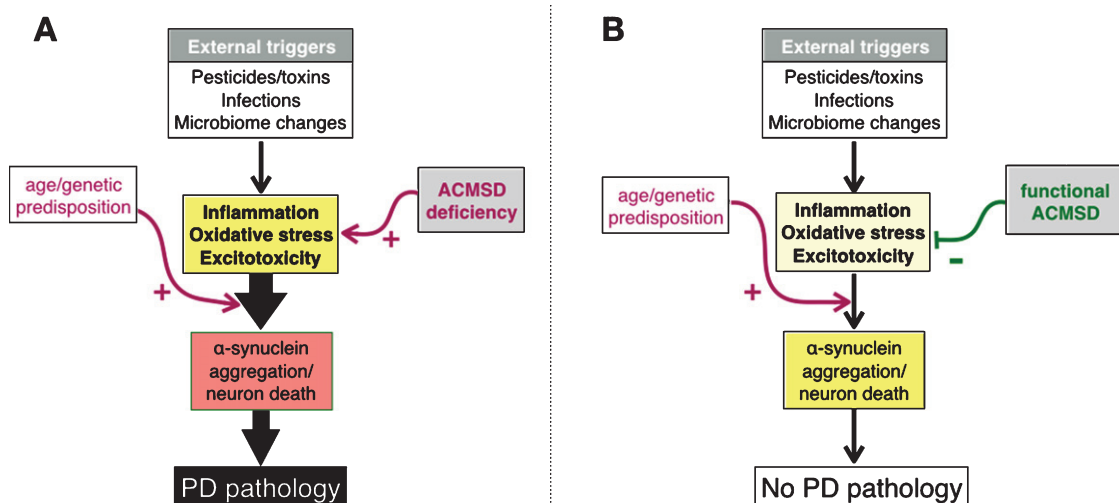 A
External triggers
Pesticides/toxins
Infections
Microbiome changes
age/genetic
predisposition
ACMSD
deficiency
Inflammation
Oxidative stress
Excitotoxicity
+
+
α-synuclein
aggregation/
neuron death
PD pathology
B
External triggers
Pesticides/toxins
Infections
Microbiome changes
age/genetic
predisposition
functional
ACMSD
Inflammation
Oxidative stress
Excitotoxicity
-
+
α-synuclein
aggregation/
neuron death
No PD pathology